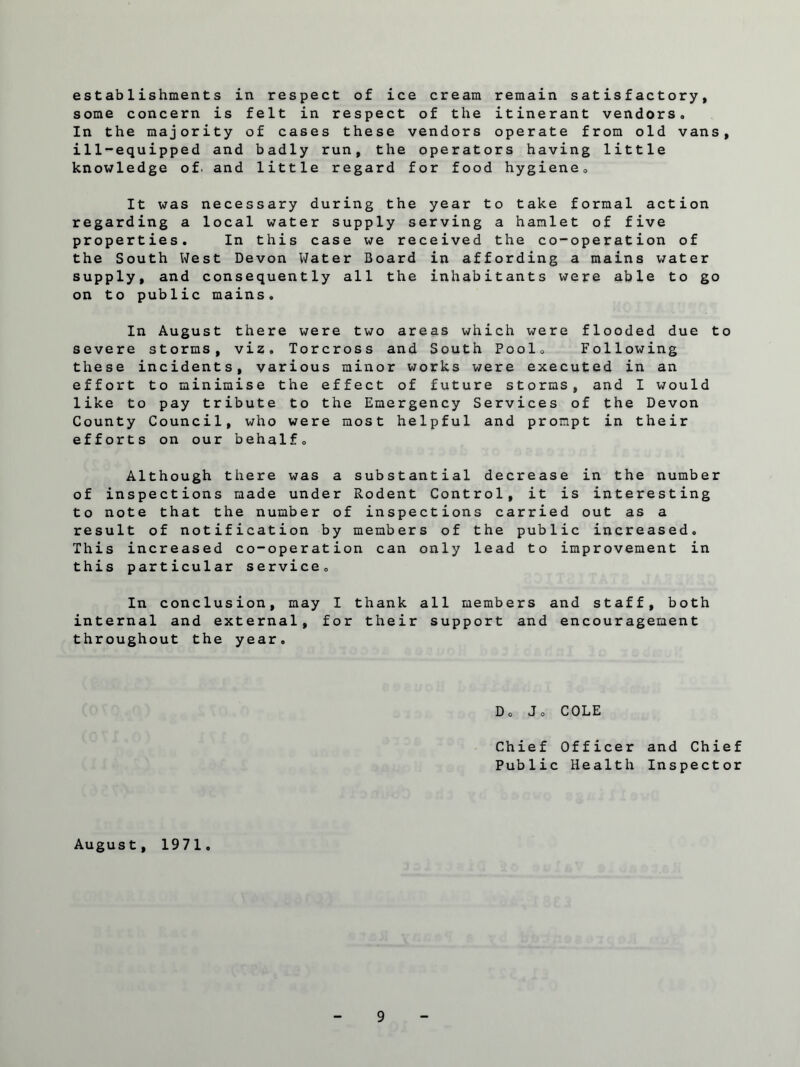 establishments in respect of ice cream remain satisfactory,
some concern is felt in respect of the itinerant vendors.
In the majority of cases these vendors operate from old vans,
ill-equipped and badly run, the operators having little
knowledge of. and little regard for food hygiene.
It was necessary during the year to take formal action
regarding a local water supply serving a hamlet of five
properties. In this case we received the co-operation of
the South West Devon Water Board in affording a mains water
supply, and consequently all the inhabitants were able to go
on to public mains.
In August there were two areas which were flooded due to
severe storms, viz. Torcross and South Pool. Following
these incidents, various minor works were executed in an
effort to minimise the effect of future storms, and I would
like to pay tribute to the Emergency Services of the Devon
County Council, who were most helpful and prompt in their
efforts on our behalf.
Although there was a substantial decrease in the number
of inspections made under Rodent Control, it is interesting
to note that the number of inspections carried out as a
result of notification by members of the public increased.
This increased co-operation can only lead to improvement in
this particular service.
In conclusion, may I thank all members and staff, both
internal and external, for their support and encouragement
throughout the year.
D. J. COLE
Chief Officer and Chief
Public Health Inspector
August, 1971.
- 9 -